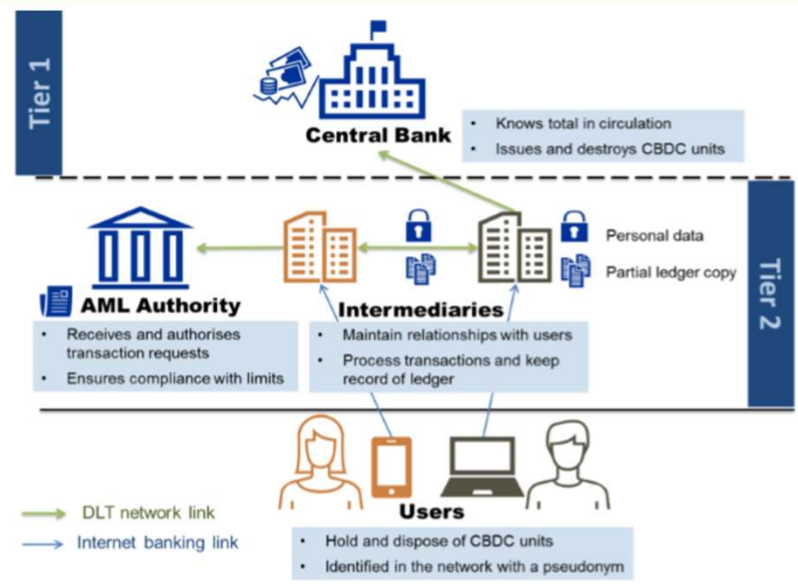 Tier 1
Central Bank
• Knows total in circulation
• Issues and destroys CBDC units
Personal data
Partial ledger copy
Tier 2
AML Authority
• Receives and authorises
transaction requests
• Ensures compliance with limits
Intermediaries
• Maintain relationships with users
• Process transactions and keep
record of ledger
Users
• Hold and dispose of CBDC units
• Identified in the network with a pseudonym
DLT network link
Internet banking link